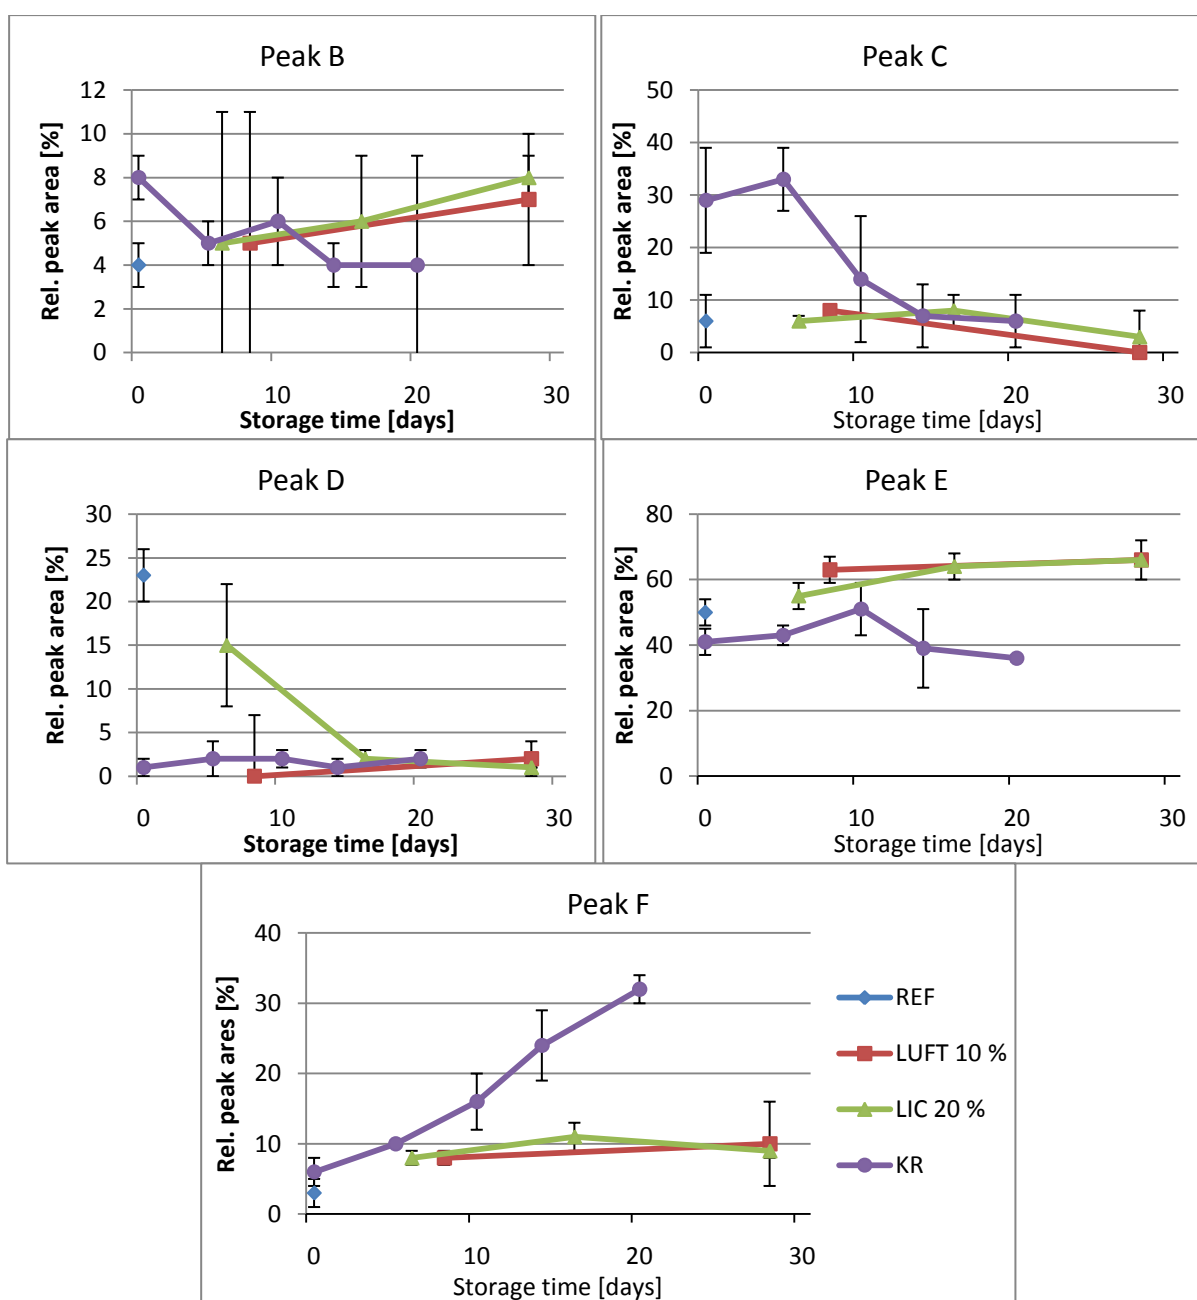 Peak B
Rel. peak area [%]
12
10
8
6
4
2
0
0 10 20 30
Storage time [days]
Peak C
Rel. peak area [%]
50
40
30
20
10
0
0 10 20 30
Storage time [days]
Peak D
Rel. peak area [%]
30
25
20
15
10
5
0
0 10 20 30
Storage time [days]
Peak E
Rel. peak area [%]
80
60
40
20
0
0 10 20 30
Storage time [days]
Peak F
Rel. peak ares [%]
40
30
20
10
0
0 10 20 30
Storage time [days]
REF
LUFT 10 %
LIC 20 %
KR